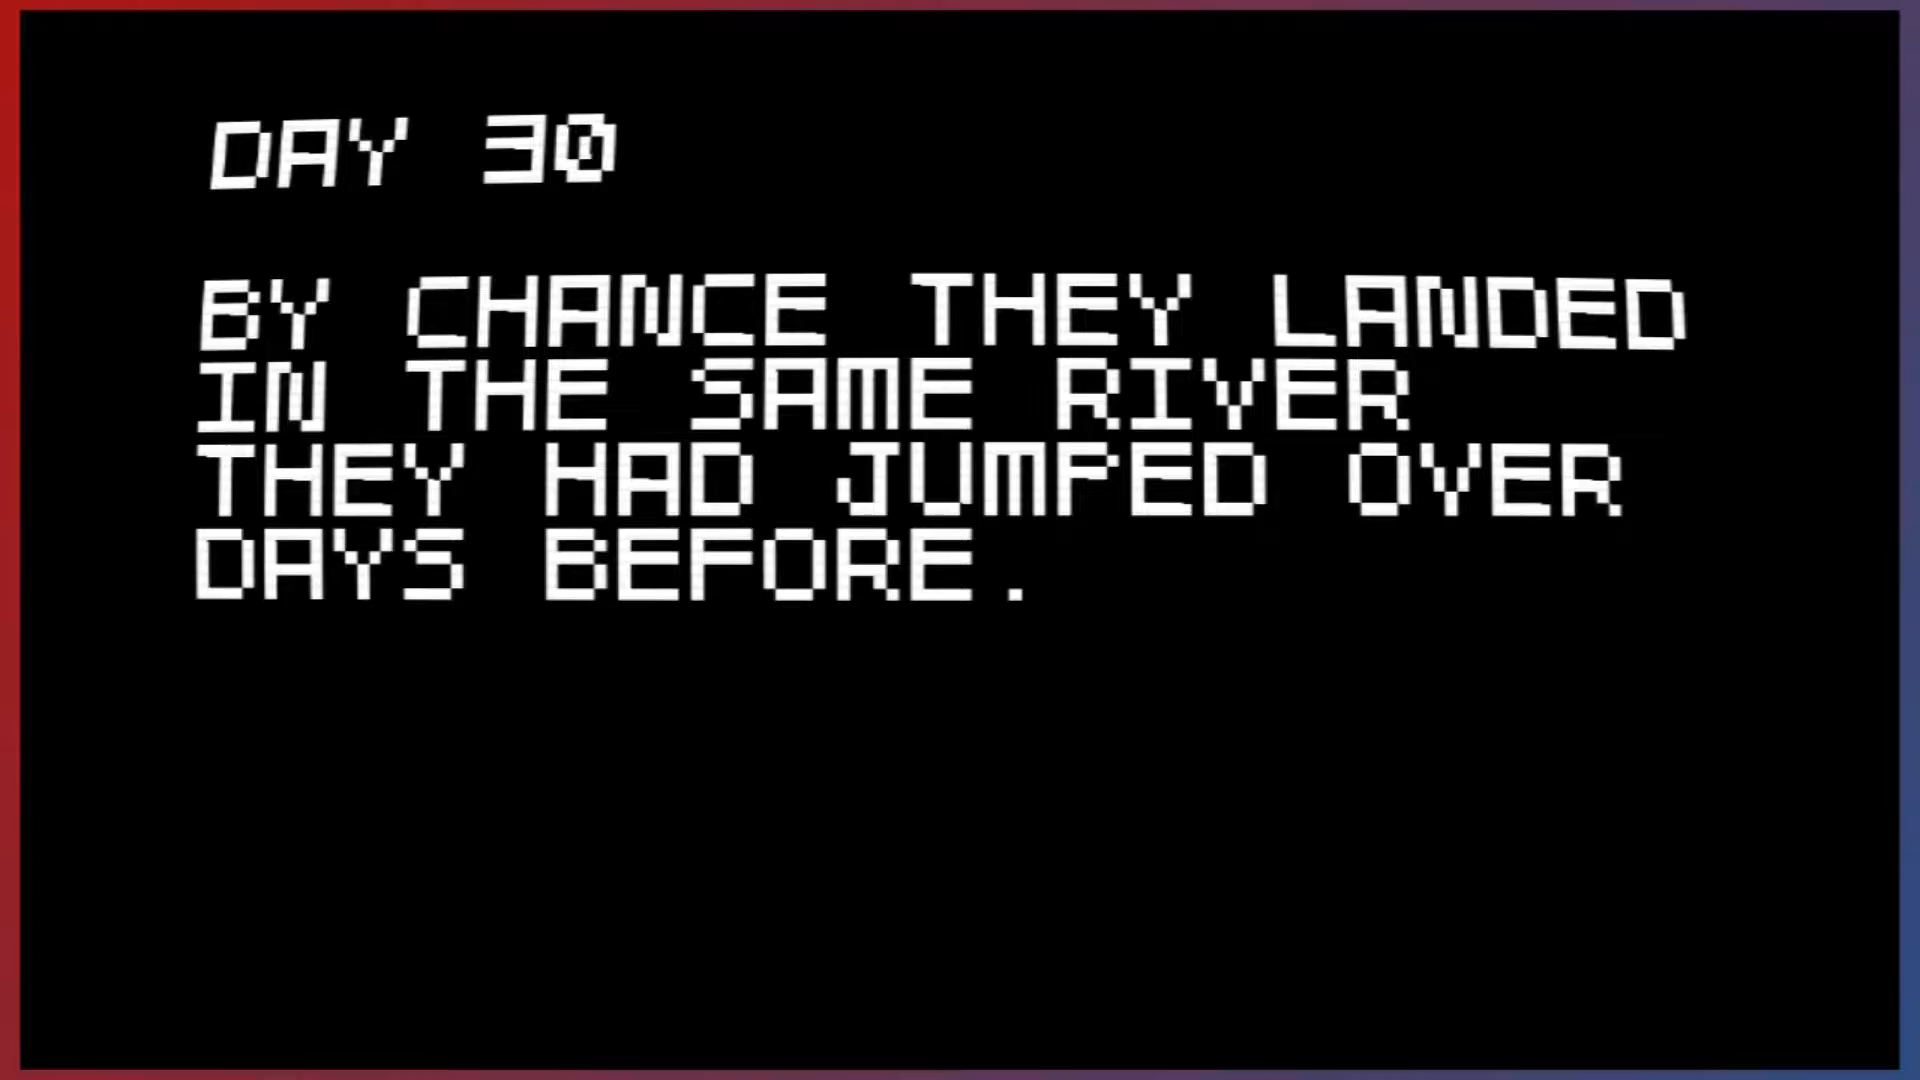 DAY 30
BY CHANCE THEY LANDED
IN THE SAME RIVER
THEY HAD JUMPED OVER
DAYS BEFORE.